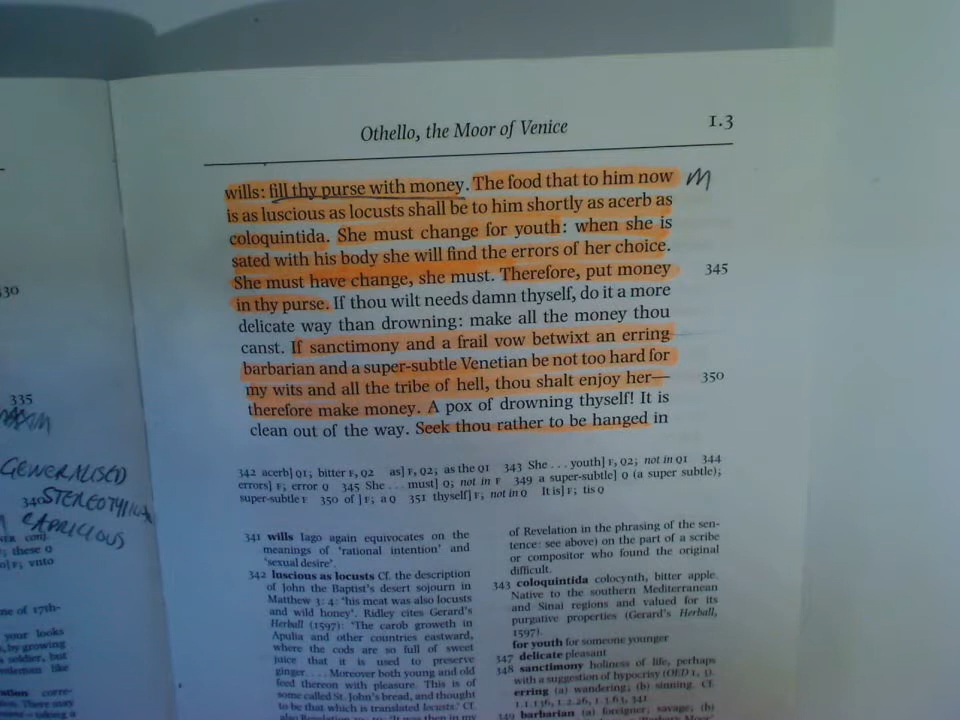 Othello, the Moor of Venice
1.3
wills: fill thy purse with money. The food that to him now
is as luscious as locusts shall be to him shortly as acerb as
coloquintida. She must change for youth: when she is
sated with his body she will find the errors of her choice.
She must have change, she must. Therefore, put money
345
in thy purse. If thou wilt needs damn thyself, do it a more
delicate way than drowning: make all the money thou
canst. If sanctimony and a frail vow betwixt an erring
barbarian and a super-subtle Venetian be not too hard for
my wits and all the tribe of hell, thou shalt enjoy her—
350
therefore make money. A pox of drowning thyself! It is
clean out of the way. Seek thou rather to be hanged in
342 acerb] Q1; bitter F, Q2 as] F, Q2; as the Q1 343 She . . . youth] F, Q2; not in Q1 344
errors] F; error Q 345 She . . . must] Q; not in F 349 a super-subtle] Q (a super subtle);
super-subtle F 350 of ] F; a Q 351 thyself] F; not in Q It is] F; tis Q
341 wills Iago again equivocates on the
meanings of 'rational intention' and
'sexual desire'.
342 luscious as locusts Cf. the description
of John the Baptist's desert sojourn in
Matthew 3: 4: 'his meat was also locusts
and wild honey'. Ridley cites Gerard's
Herball (1597): 'The carob groweth in
Apulia and other countries eastward,
where the cods are so full of sweet
juice that it is used to preserve
ginger. . . . Moreover both young and old
feed thereon with pleasure. This is of
some called St. John's bread, and thought
to be that which is translated locusts.' Cf.
of Revelation in the phrasing of the sen-
tence: see above) on the part of a scribe
or compositor who found the original
difficult.
343 coloquintida colocynth, bitter apple.
Native to the southern Mediterranean
and Sinai regions and valued for its
purgative properties (Gerard's Herball,
1597).
for youth for someone younger
347 delicate pleasant
348 sanctimony holiness of life, perhaps
with a suggestion of hypocrisy (OED 1, 3).
erring (a) wandering; (b) sinning. Cf.
1.1.136, 1.2.26, 1.3.63, 341
349 barbarian (a) foreigner; savage; (b)
335
GENERALISED
340 STEREOTYPICAL
CAPRICIOUS
these Q
ne of 17th-
your looks
, by growing
a soldier, but